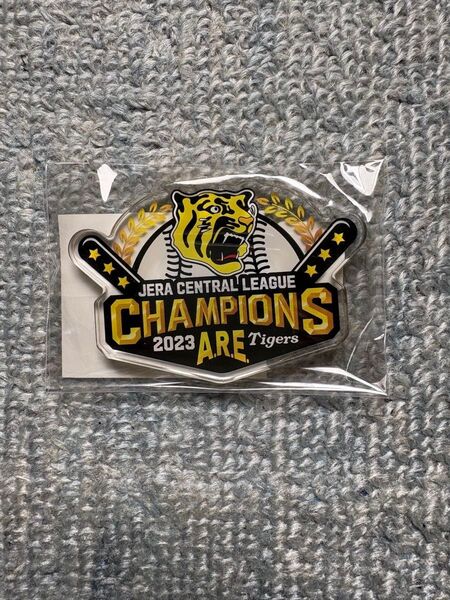 JERA CENTRAL LEAGUE
CHAMPIONS
2023 A.R.E. Tigers